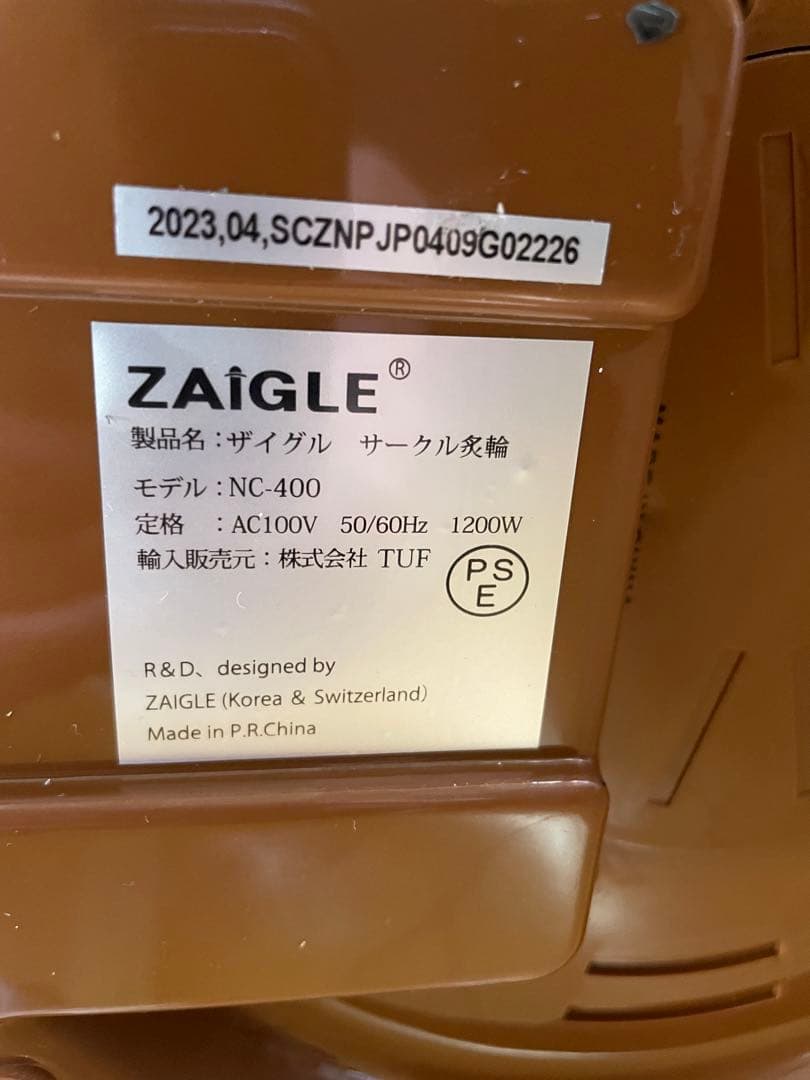 2023,04,SCZNPJP0409G02226
ZAiGLE®
製品名：ザイグル　サークル炙輪
モデル：NC-400
定格　：AC100V　50/60Hz　1200W
輸入販売元：株式会社 TUF
PS
E
R&D、designed by
ZAIGLE (Korea & Switzerland)
Made in P.R.China